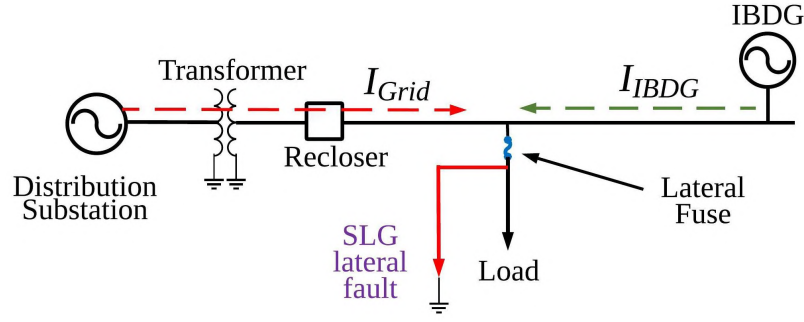 IBDG
Transformer
I_Grid
I_IBDG
Recloser
Distribution
Substation
Lateral
Fuse
SLG
lateral
fault
Load